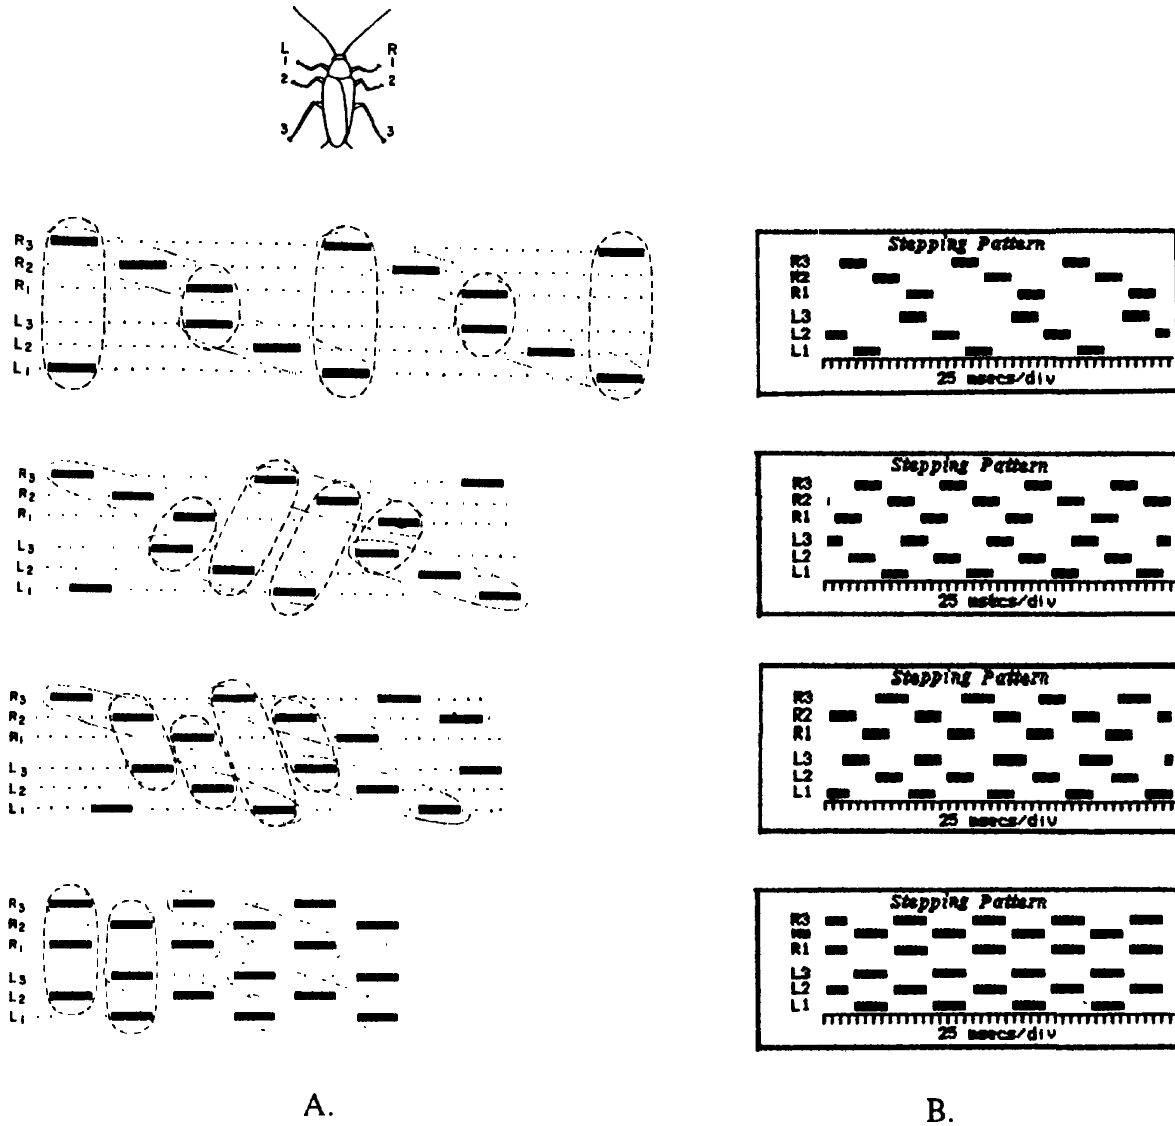 L R
1 1
2 2
3 3
R3
R2
R1
L3
L2
L1
Stepping Pattern
R3
R2
R1
L3
L2
L1
25 msecs/div
R3
R2
R1
L3
L2
L1
Stepping Pattern
R3
R2
R1
L3
L2
L1
25 msecs/div
R3
R2
R1
L3
L2
L1
Stepping Pattern
R3
R2
R1
L3
L2
L1
25 msecs/div
R3
R2
R1
L3
L2
L1
Stepping Pattern
R3
R1
L3
L2
L1
25 msecs/div
A.
B.